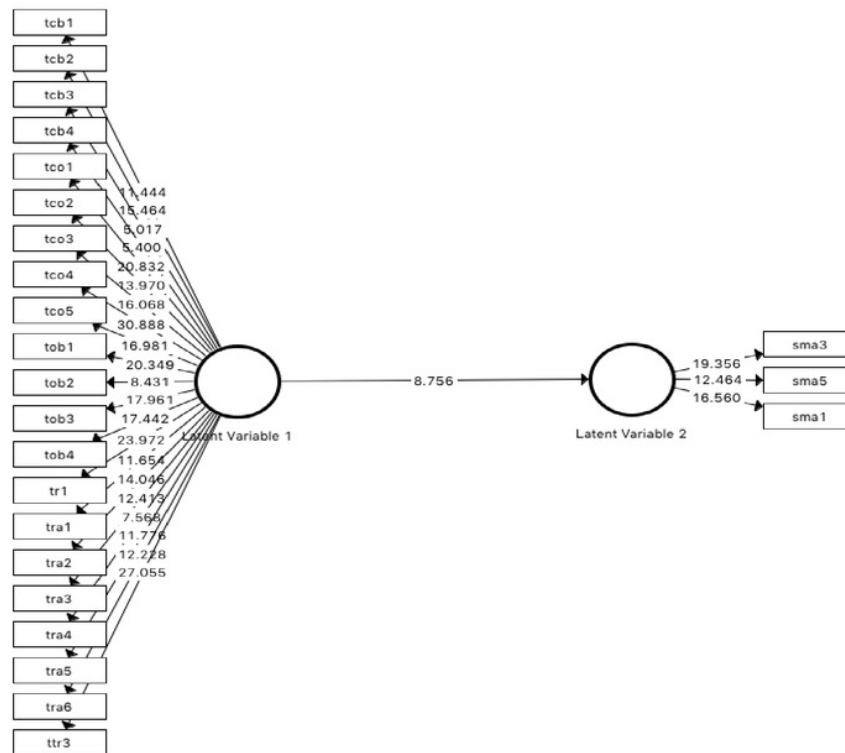 tcb1
tcb2
tcb3
tcb4
tco1
tco2
tco3
tco4
tco5
tob1
tob2
tob3
tob4
tr1
tra1
tra2
tra3
tra4
tra5
tra6
ttr3
11.444
15.464
5.017
5.400
20.832
13.970
16.068
30.888
16.981
20.349
8.431
17.961
17.442
23.972
11.654
14.046
12.413
7.568
11.776
12.228
27.055
Latent Variable 1
8.756
Latent Variable 2
19.356
12.464
16.560
sma3
sma5
sma1